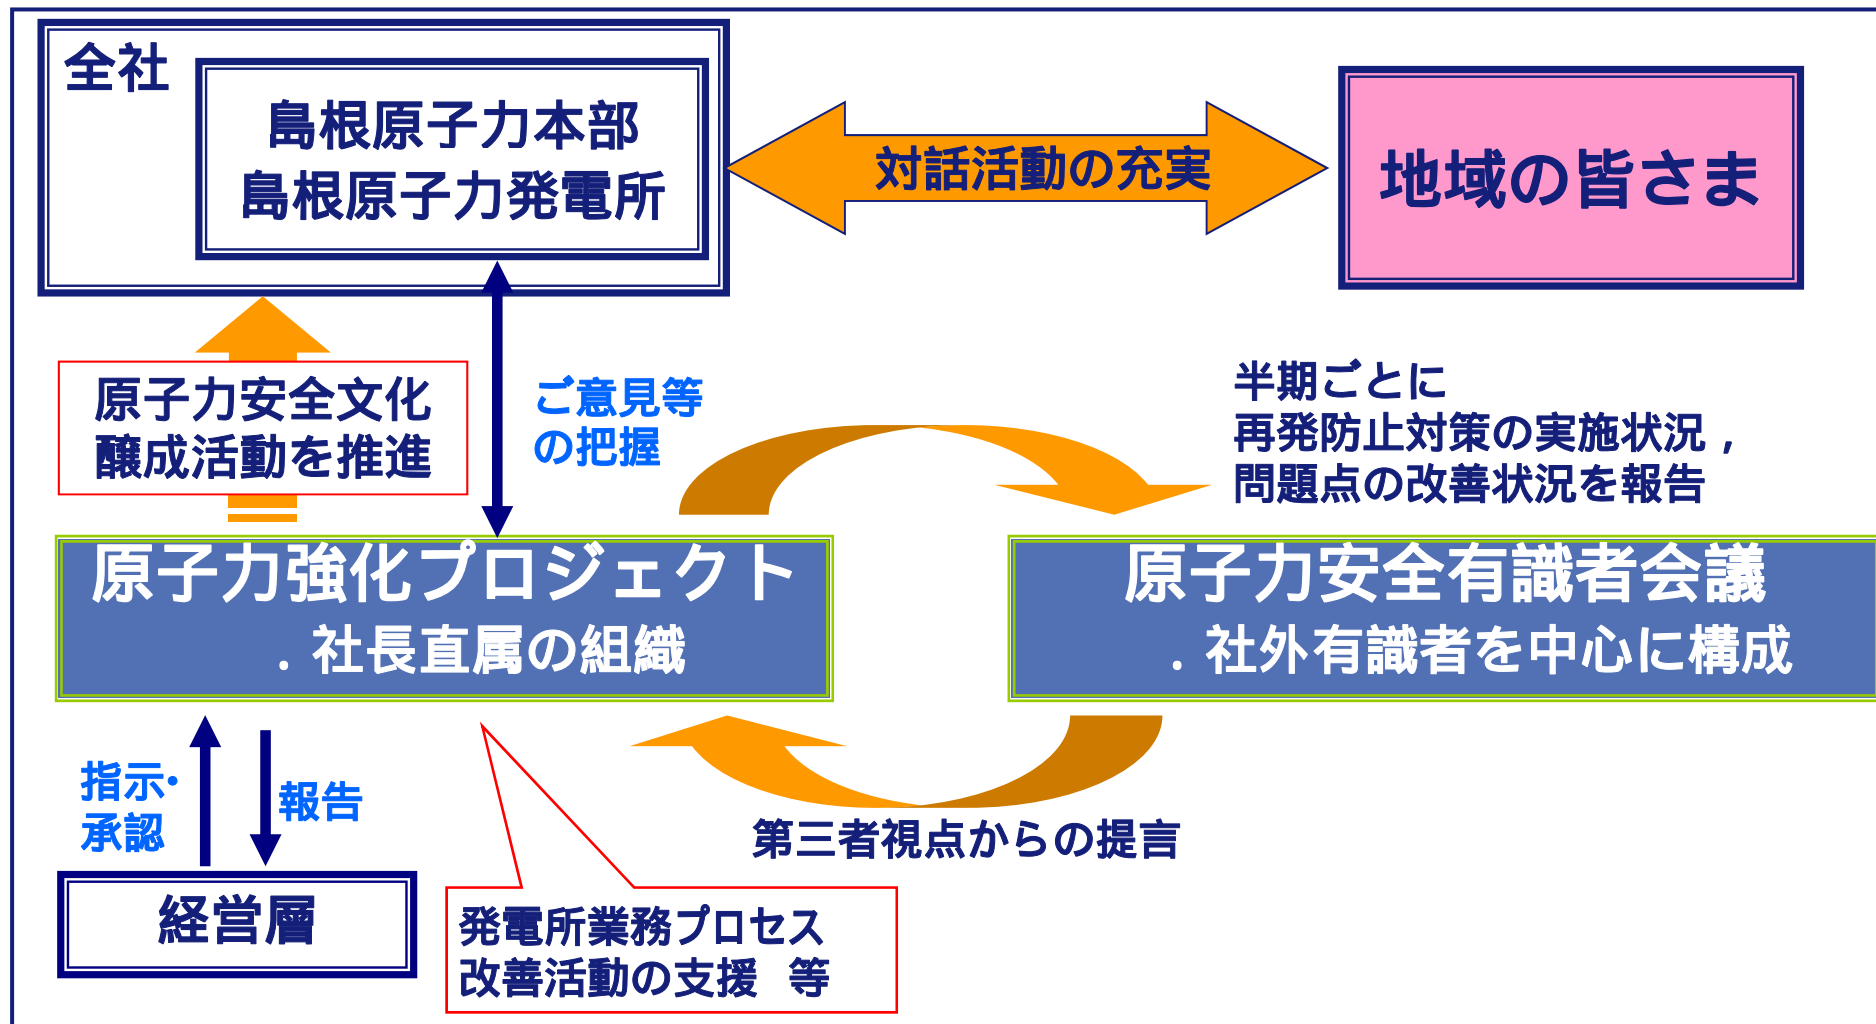 全社
島根原子力本部
島根原子力発電所
対話活動の充実
地域の皆さま
原子力安全文化
醸成活動を推進
ご意見等
の把握
半期ごとに
再発防止対策の実施状況，
問題点の改善状況を報告
原子力強化プロジェクト
．社長直属の組織
原子力安全有識者会議
．社外有識者を中心に構成
指示・
承認
報告
第三者視点からの提言
経営層
発電所業務プロセス
改善活動の支援　等